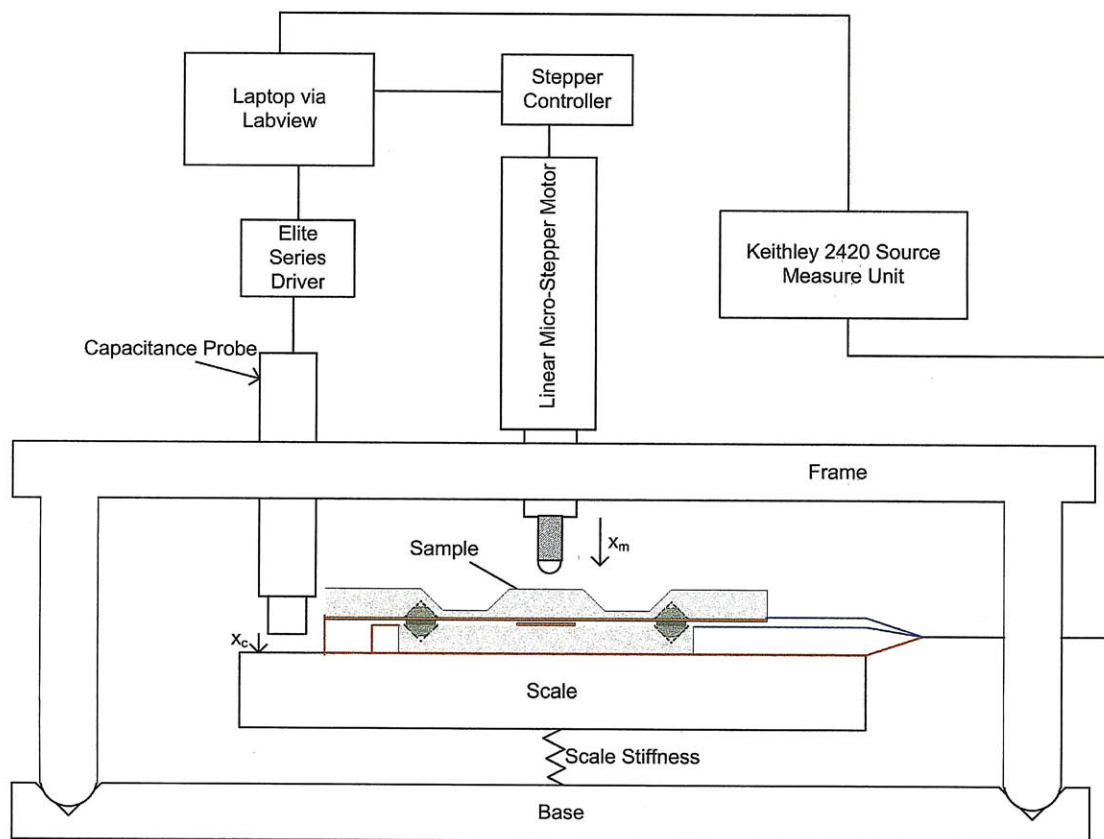 Laptop via
Labview
Stepper
Controller
Linear Micro-Stepper Motor
Elite
Series
Driver
Keithley 2420 Source
Measure Unit
Capacitance Probe
Frame
Sample
xm
xc
Scale
Scale Stiffness
Base